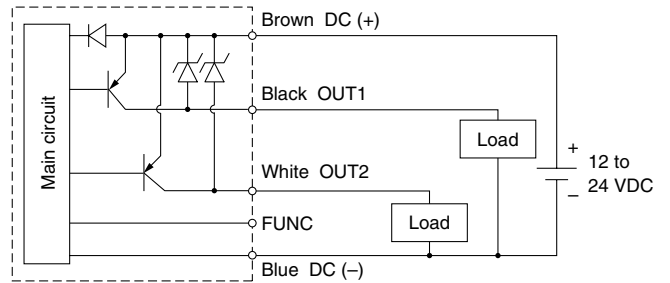 Brown DC (+)
Black OUT1
Main circuit
Load
+
12 to
24 VDC
–
White OUT2
Load
FUNC
Blue DC (–)